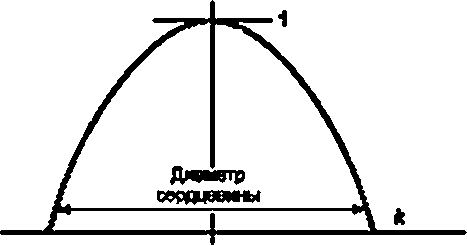 1
Диаметр
сердцевины